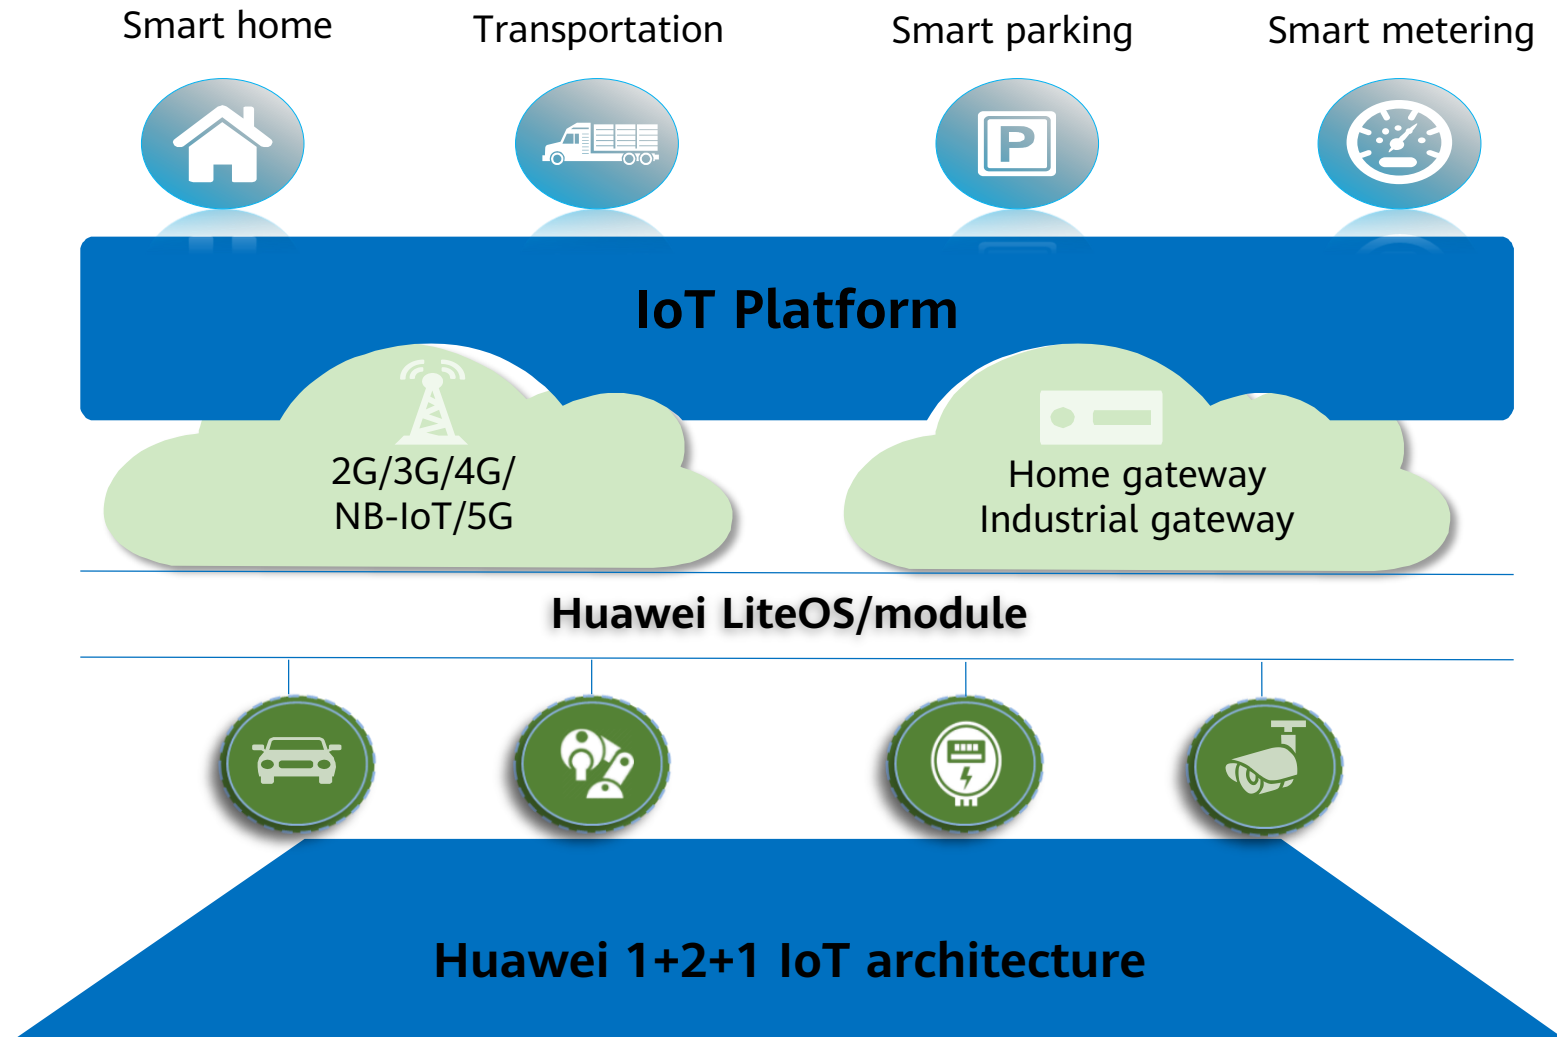 Smart home
Transportation
Smart parking
Smart metering
P
IoT Platform
2G/3G/4G/
NB-IoT/5G
Home gateway
Industrial gateway
Huawei LiteOS/module
Huawei 1+2+1 IoT architecture